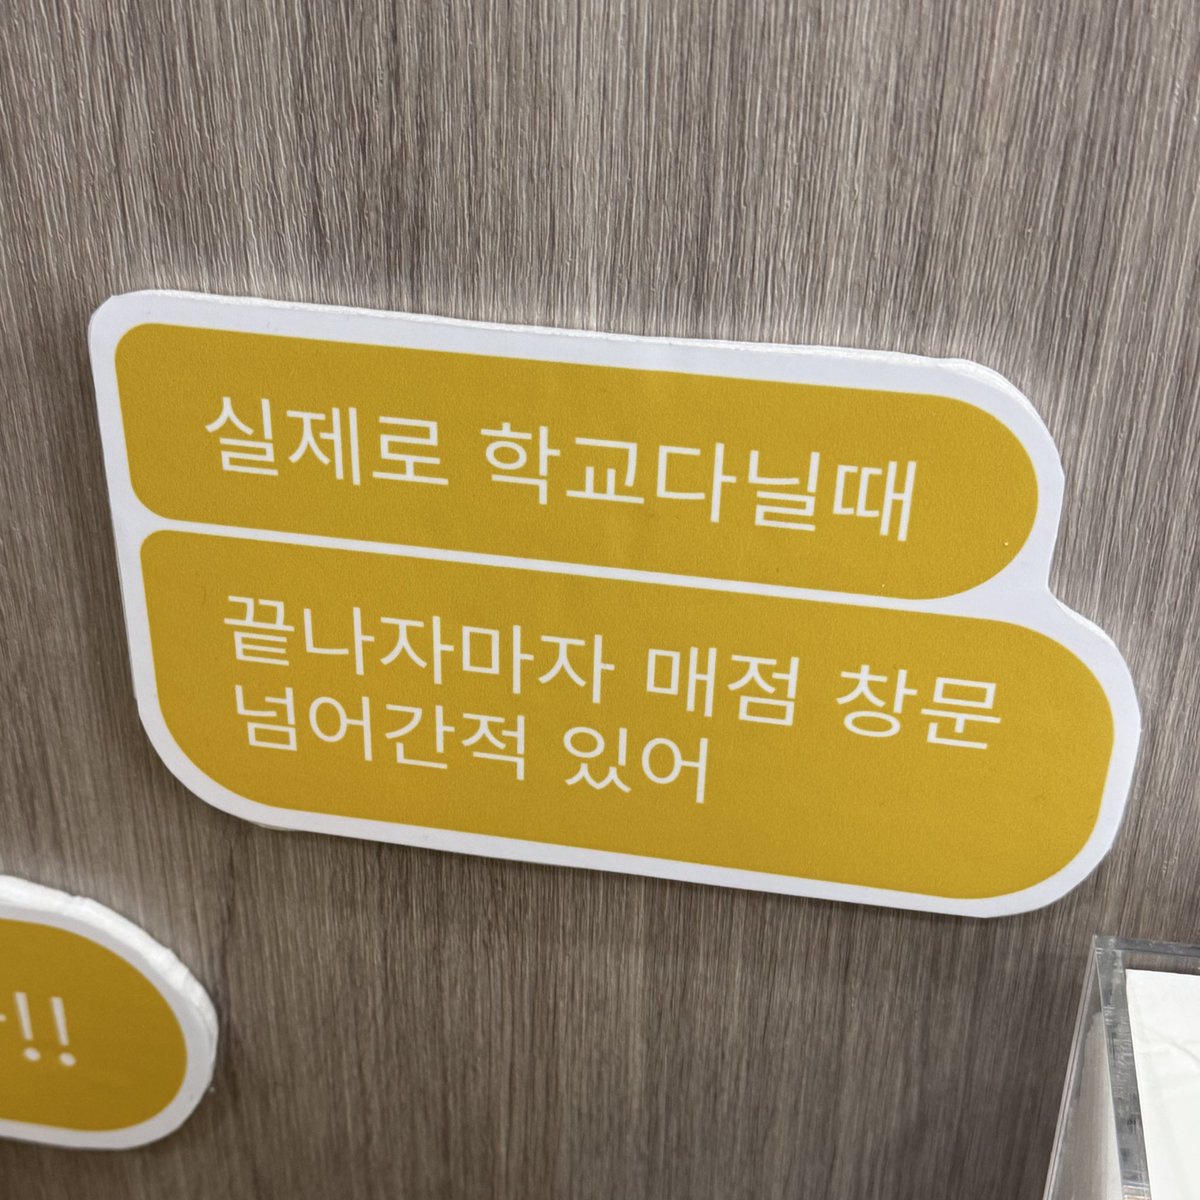 실제로 학교다닐때
끝나자마자 매점 창문
넘어간적 있어
!!